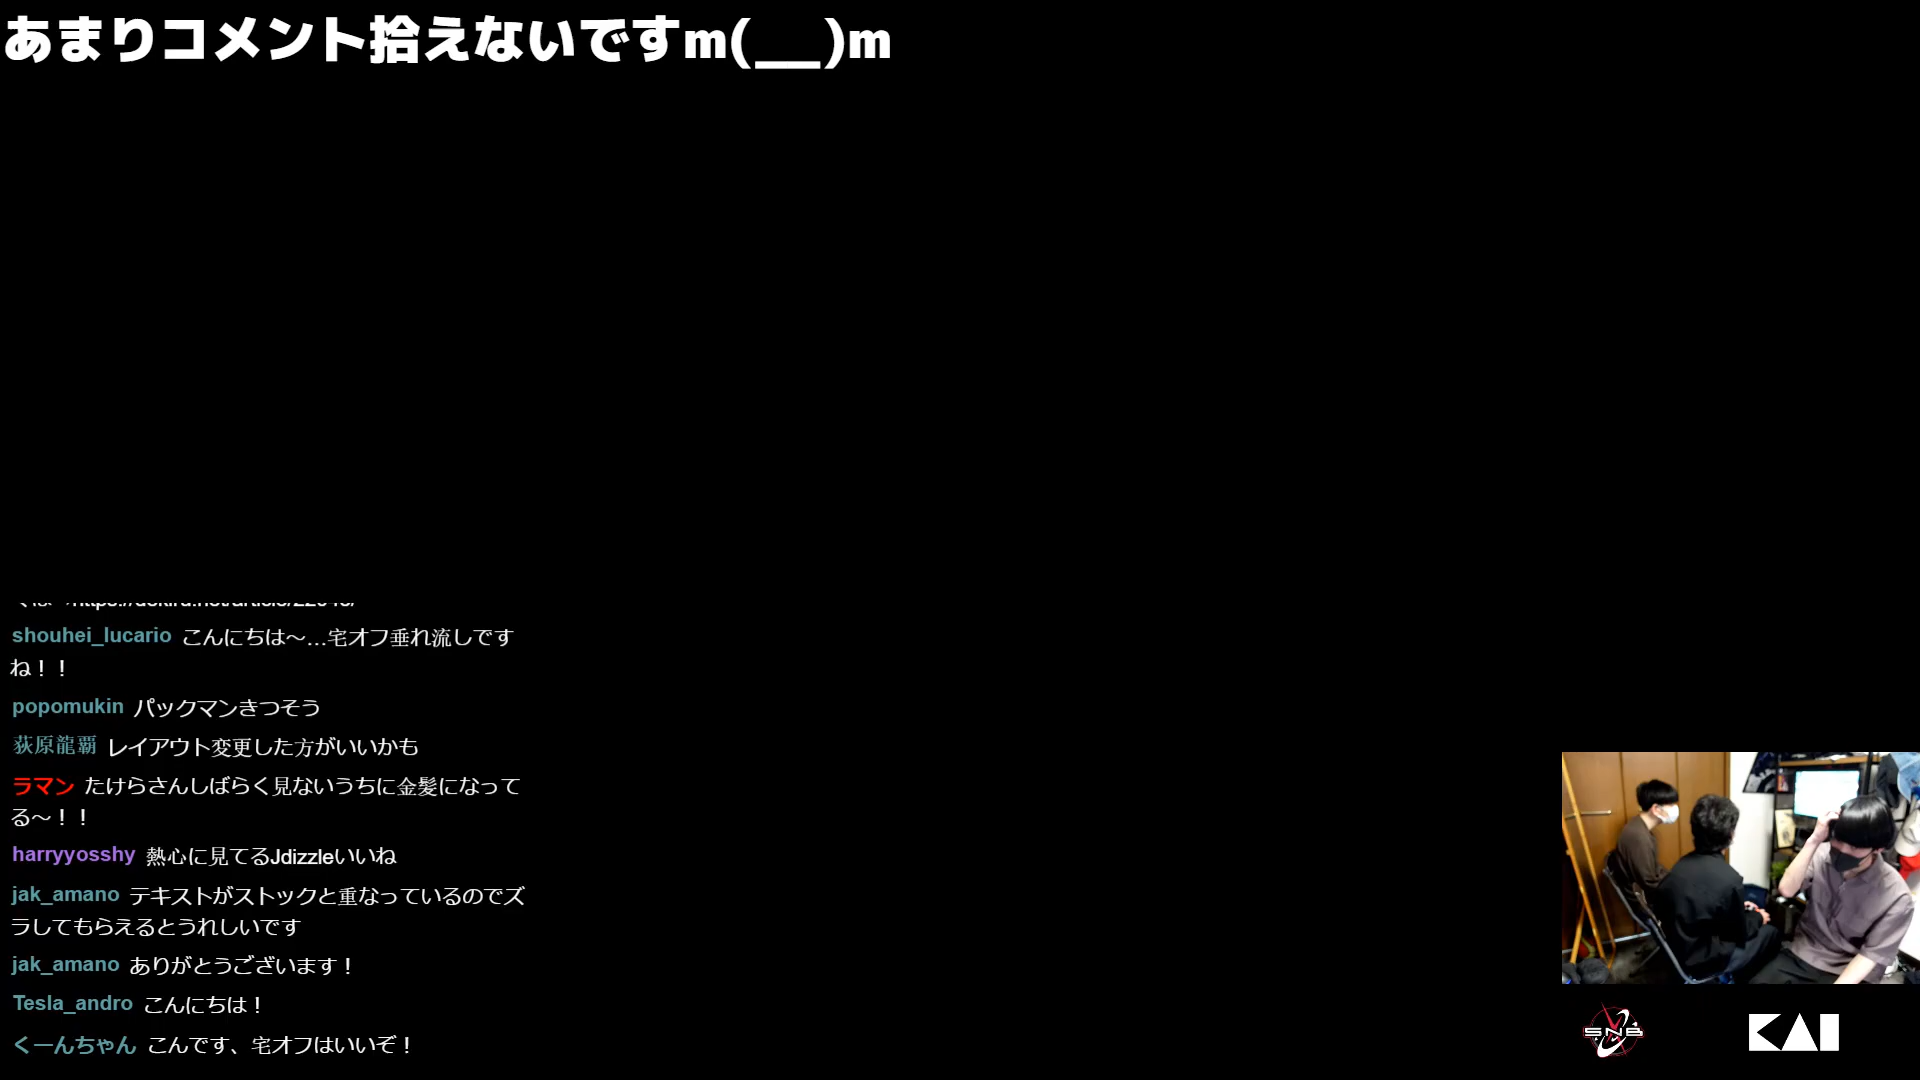 あまりコメント拾えないですm(__)m
shouhei_lucario こんにちは～...宅オフ垂れ流しです
ね！！
popomukin パックマンきつそう
荻原龍覇 レイアウト変更した方がいいかも
ラマン たけらさんしばらく見ないうちに金髪になって
る～！！
harryyosshy 熱心に見てるJdizzleいいね
jak_amano テキストがストックと重なっているのでズ
ラしてもらえるとうれしいです
jak_amano ありがとうございます！
Tesla_andro こんにちは！
くーんちゃん こんです、宅オフはいいぞ！
SNB
KAI